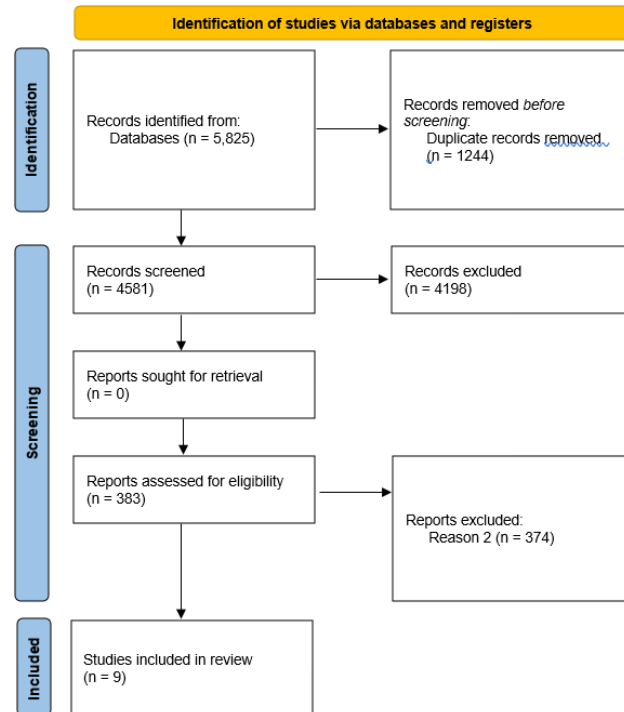 Identification of studies via databases and registers
Identification
Records identified from:
Databases (n = 5,825)
Records removed before
screening:
Duplicate records removed
(n = 1244)
Screening
Records screened
(n = 4581)
Records excluded
(n = 4198)
Reports sought for retrieval
(n = 0)
Reports assessed for eligibility
(n = 383)
Reports excluded:
Reason 2 (n = 374)
Included
Studies included in review
(n = 9)